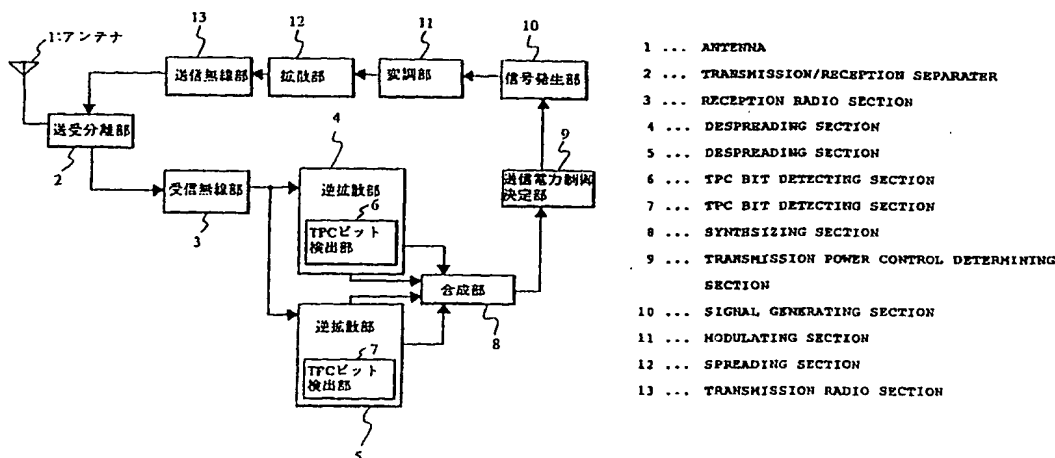 13
12
11
10
1:アンテナ
送信無線部
拡散部
変調部
信号発生部
送受分離部
2
4
9
受信無線部
3
逆拡散部
6
TPCビット
検出部
送信電力制御
決定部
合成部
8
逆拡散部
7
TPCビット
検出部
5
1 ... ANTENNA
2 ... TRANSMISSION/RECEPTION SEPARATER
3 ... RECEPTION RADIO SECTION
4 ... DESPREADING SECTION
5 ... DESPREADING SECTION
6 ... TPC BIT DETECTING SECTION
7 ... TPC BIT DETECTING SECTION
8 ... SYNTHSIZING SECTION
9 ... TRANSMISSION POWER CONTROL DETERMINING
SECTION
10 ... SIGNAL GENERATING SECTION
11 ... MODULATING SECTION
12 ... SPREADING SECTION
13 ... TRANSMISSION RADIO SECTION